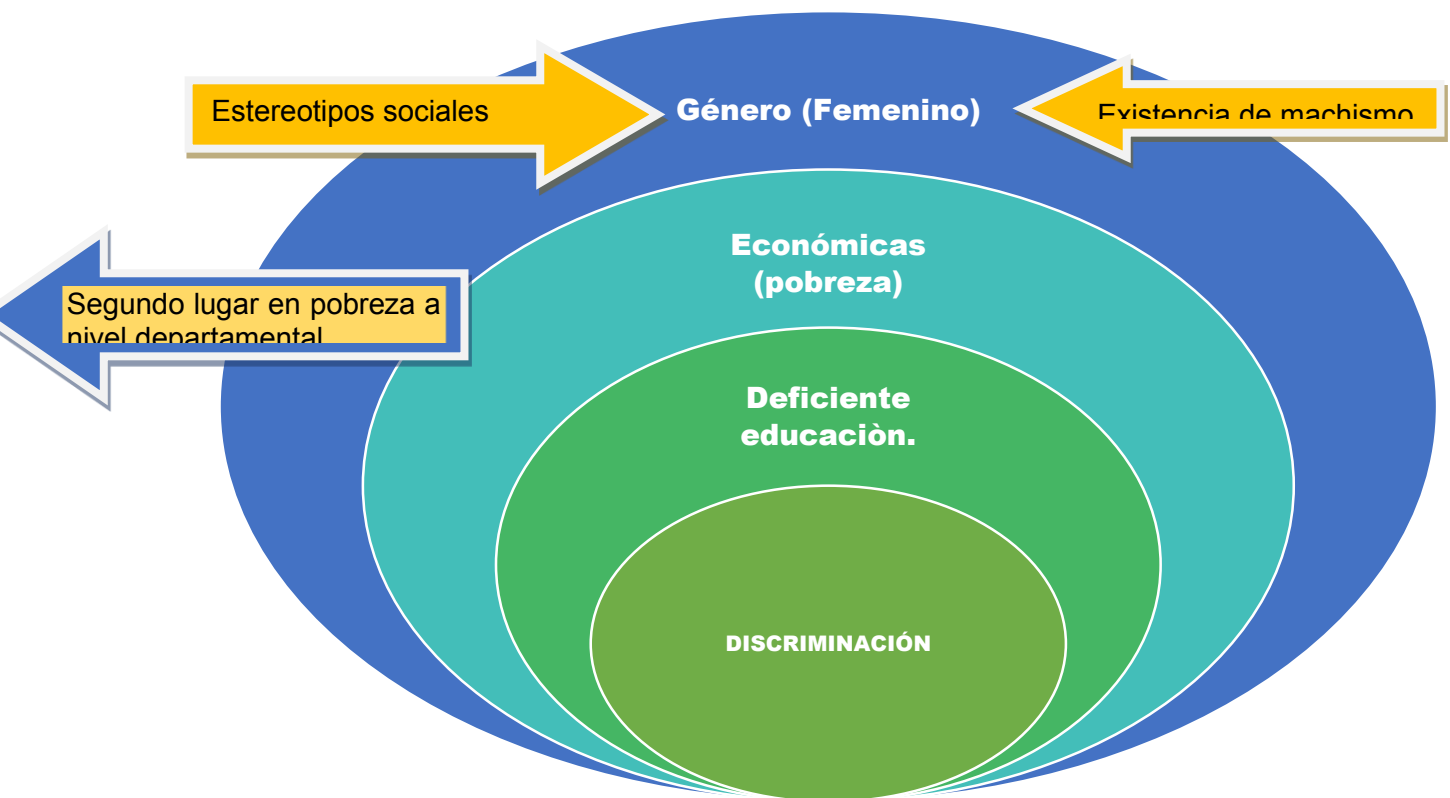 Estereotipos sociales
Género (Femenino)
Existencia de machismo
Económicas
(pobreza)
Segundo lugar en pobreza a
nivel departamental
Deficiente
educaciòn.
DISCRIMINACIÓN